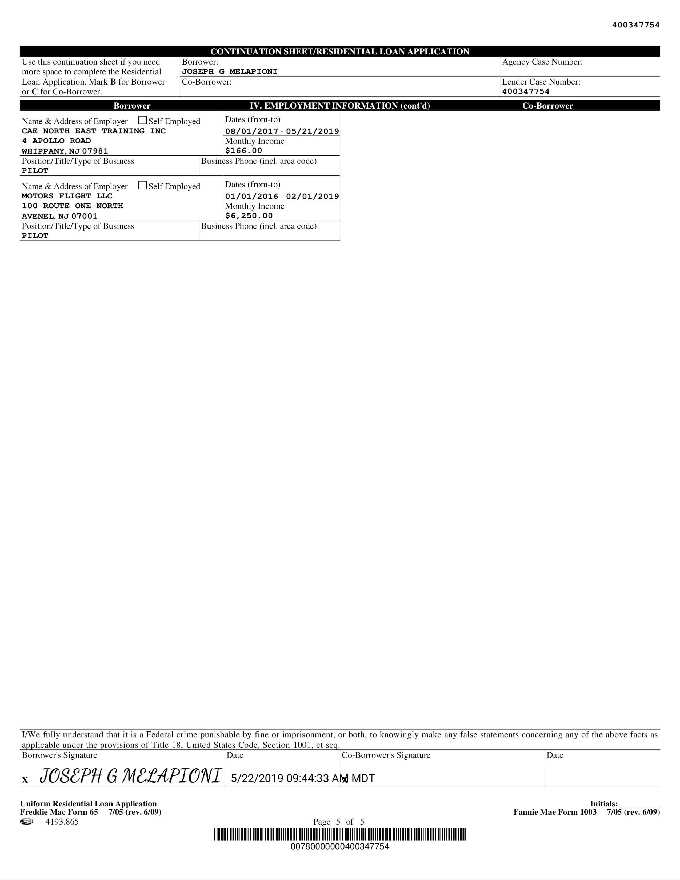 400347754
CONTINUATION SHEET/RESIDENTIAL LOAN APPLICATION
Use this continuation sheet if you need more space to complete the Residential Loan Application. Mark B for Borrower or C for Co-Borrower.
Borrower:
JOSEPH G MELAPIONI
Agency Case Number:
Co-Borrower:
Lender Case Number:
400347754
Borrower IV. EMPLOYMENT INFORMATION (cont'd) Co-Borrower
Name & Address of Employer Self Employed Dates (from-to)
CAE NORTH EAST TRAINING INC 08/01/2017-05/21/2019
4 APOLLO ROAD Monthly Income
WHIPPANY, NJ 07981 $166.00
Position/Title/Type of Business Business Phone (incl. area code)
PILOT
Name & Address of Employer Self Employed Dates (from-to)
MOTORS FLIGHT LLC 01/01/2016 02/01/2019
100 ROUTE ONE NORTH Monthly Income
AVENEL, NJ 07001 $6,250.00
Position/Title/Type of Business Business Phone (incl. area code)
PILOT
I/We fully understand that it is a Federal crime punishable by fine or imprisonment, or both, to knowingly make any false statements concerning any of the above facts as
applicable under the provisions of Title 18, United States Code, Section 1001, et seq.
Borrower's Signature Date Co-Borrower's Signature Date
X JOSEPH G MELAPIONI 5/22/2019 09:44:33 AM MDT
Uniform Residential Loan Application Initials:
Freddie Mac Form 65 7/05 (rev. 6/09) Fannie Mae Form 1003 7/05 (rev. 6/09)
4193.865 Page 5 of 5
00780000000400347754